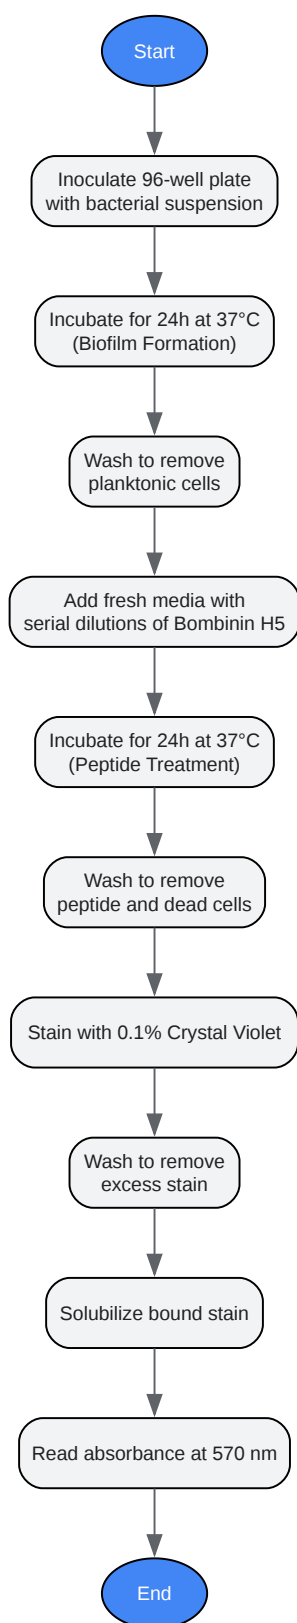 Start
Inoculate 96-well plate
with bacterial suspension
Incubate for 24h at 37°C
(Biofilm Formation)
Wash to remove
planktonic cells
Add fresh media with
serial dilutions of Bombinin H5
Incubate for 24h at 37°C
(Peptide Treatment)
Wash to remove
peptide and dead cells
Stain with 0.1% Crystal Violet
Wash to remove
excess stain
Solubilize bound stain
Read absorbance at 570 nm
End